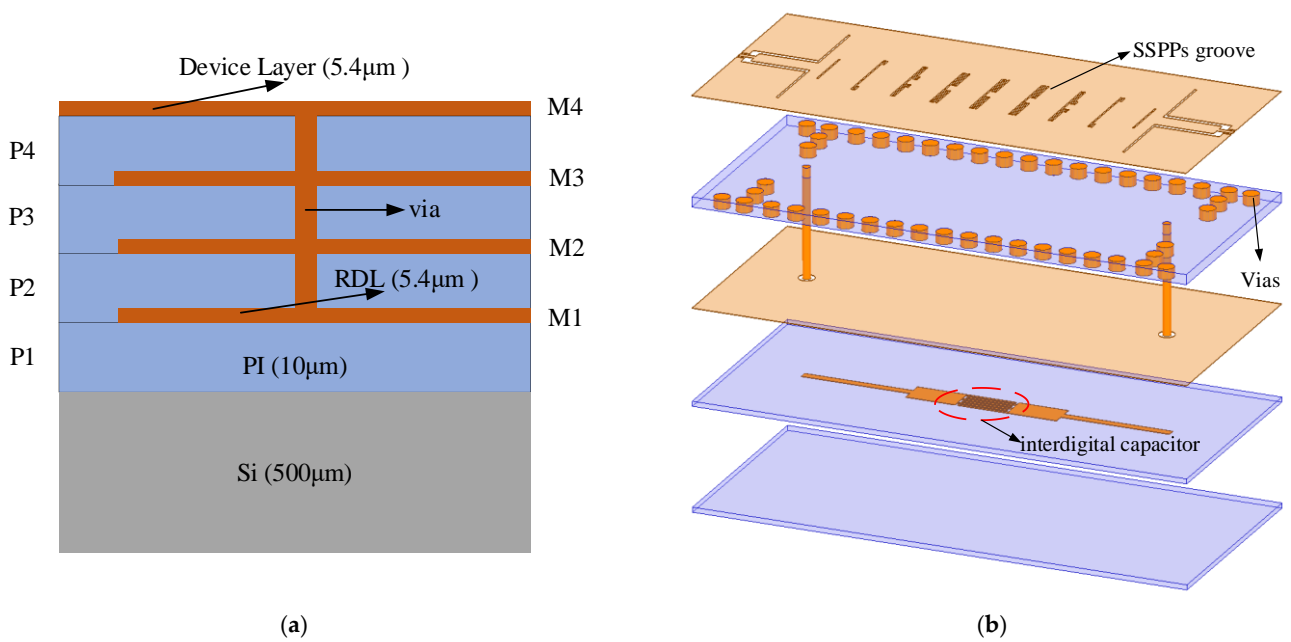 Device Layer (5.4μm )
M4
P4
M3
P3
via
M2
P2
RDL (5.4μm )
M1
P1
PI (10μm)
Si (500μm)
(a)
SSPPs groove
Vias
interdigital capacitor
(b)